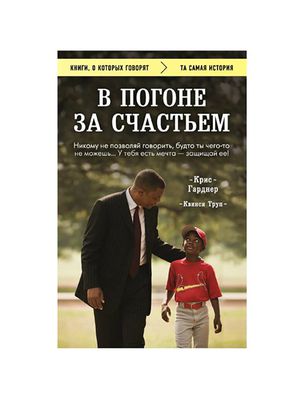 КНИГИ, О КОТОРЫХ ГОВОРЯТ > ТА САМАЯ ИСТОРИЯ
В ПОГОНЕ
ЗА СЧАСТЬЕМ
Никому не позволяй говорить, будто ты чего-то
не можешь... У тебя есть мечта — защищай ее!
~Крис~
Гарднер
~Квинси Труп~